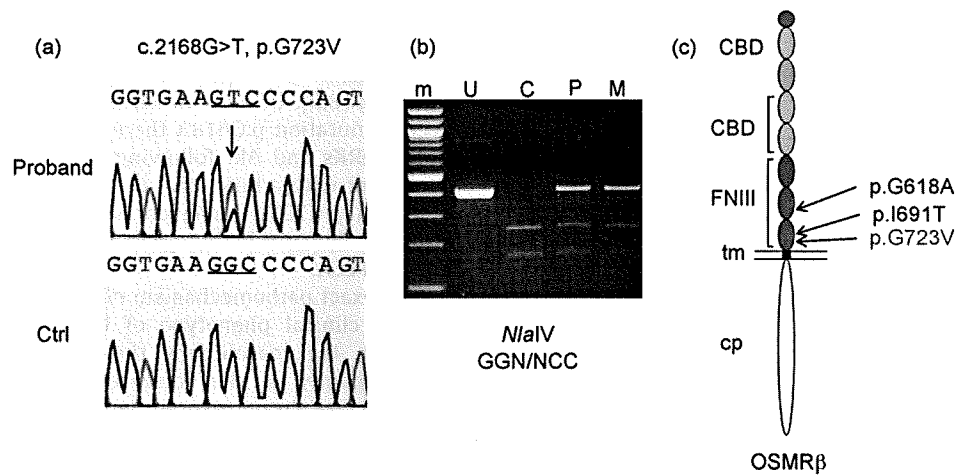 (a)
c.2168G>T, p.G723V
GGTGAAGTCCCCAGT
Proband
GGTGAAGGCCCCAGT
Ctrl
(b)
m U C P M
NlaIV
GGN/NCC
(c)
CBD
CBD
FNIII
p.G618A
p.I691T
p.G723V
tm
cp
OSMRβ